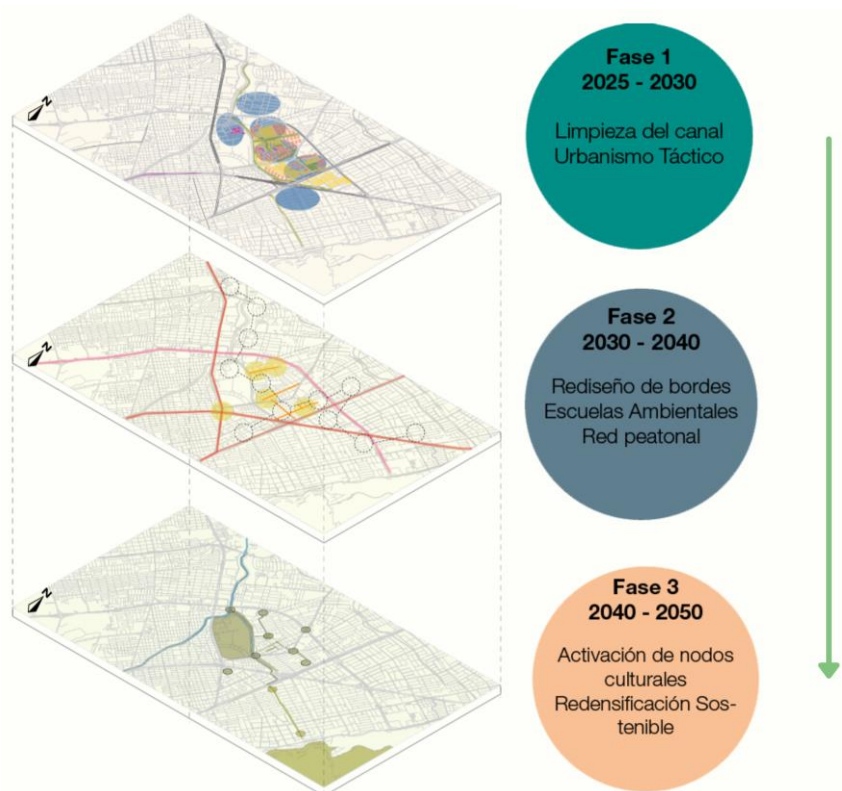 Fase 1
2025 - 2030
Limpieza del canal
Urbanismo Táctico
Z
Fase 2
2030 - 2040
Rediseño de bordes
Escuelas Ambientales
Red peatonal
Z
Fase 3
2040 - 2050
Activación de nodos
culturales
Redensificación Sos-
tenible
Z